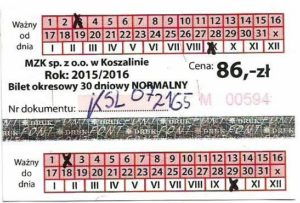 Ważny od dnia
1 2 4 5 6 7 8 9 10 11 12 13 14 15 16
17 18 19 20 21 22 23 24 25 26 27 28 29 30 31
I II III IV V VI VII IX X XI XII
MZK sp. z o.o. w Koszalinie
Rok: 2015/2016
Cena: 86,-zł
Bilet okresowy 30 dniowy NORMALNY
Nr dokumentu: KSL 072165
M 00594
DRUK FONT DRUK FONT DRUK
Ważny do dnia
1 3 4 5 6 7 8 9 10 11 12 13 14 15 16
17 18 19 20 21 22 23 24 25 26 27 28 29 30 31
I II III IV V VI VII VIII X XI XII